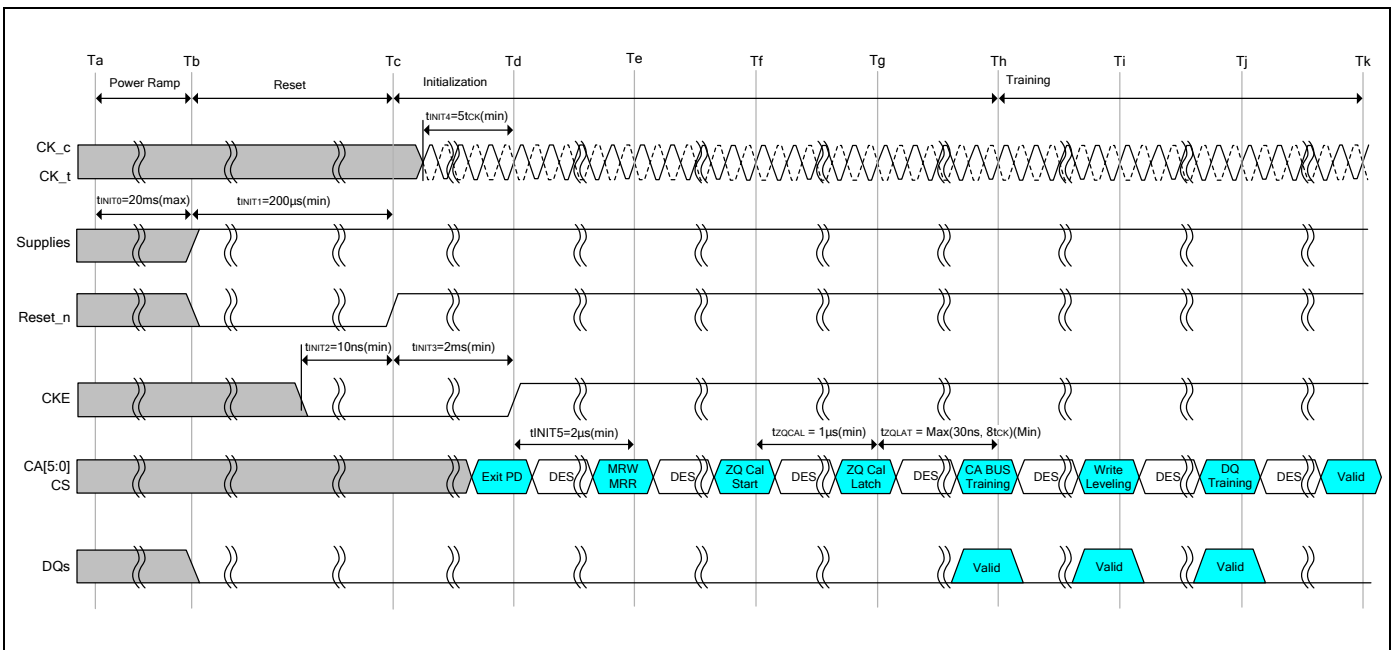 Ta Tb Tc Td Te Tf Tg Th Ti Tj Tk
Power Ramp Reset Initialization Training
tINIT4=5tCK(min)
CK_c
CK_t
tINIT0=20ms(max) tINIT1=200µs(min)
Supplies
Reset_n
tINIT2=10ns(min) tINIT3=2ms(min)
CKE
tINIT5=2µs(min) tZQCAL = 1µs(min) tZQLAT = Max(30ns, 8tCK)(Min)
CA[5:0]
CS
Exit PD
DES
MRW
MRR
DES
ZQ Cal
Start
DES
ZQ Cal
Latch
DES
CA BUS
Training
DES
Write
Leveling
DES
DQ
Training
DES
Valid
DQs
Valid Valid Valid